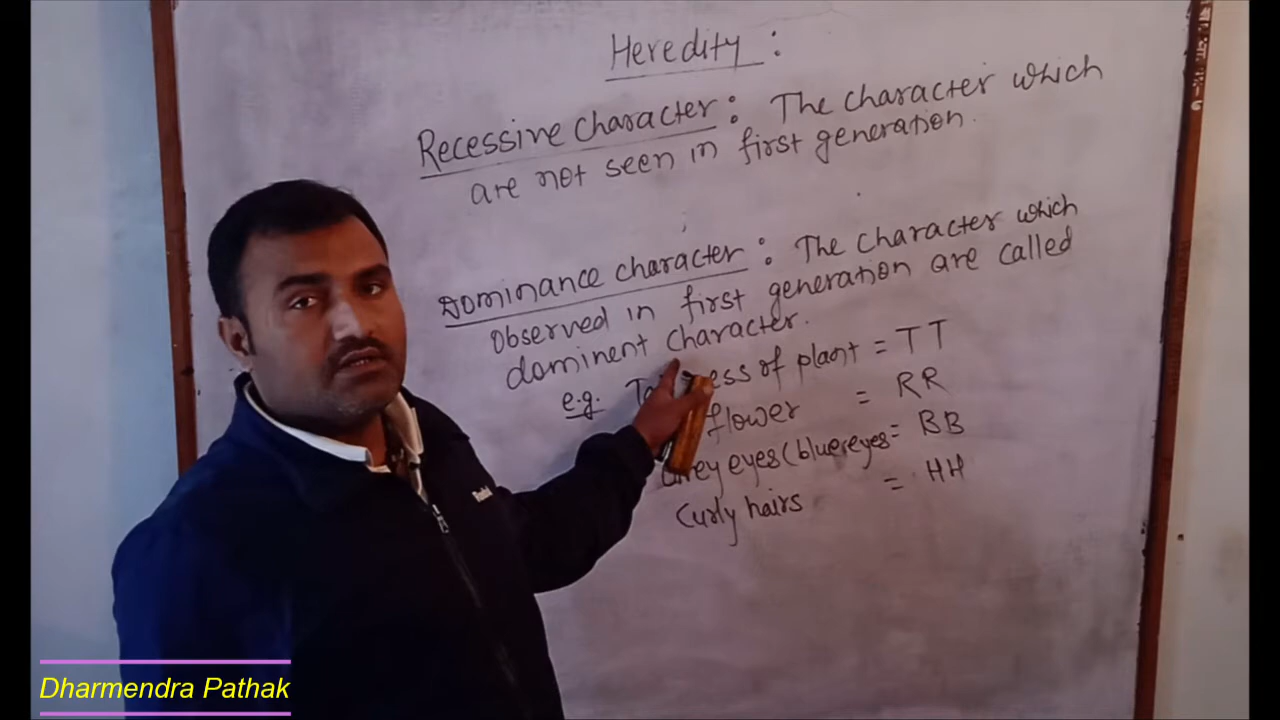 Heredity :
Recessive character : The character which
are not seen in first generation.
Dominance character : The character which
observed in first generation are called
dominent character.
e.g. of plant = TT
flower = RR
eyes (blue eyes = BB
Curly hairs = HH
Dharmendra Pathak